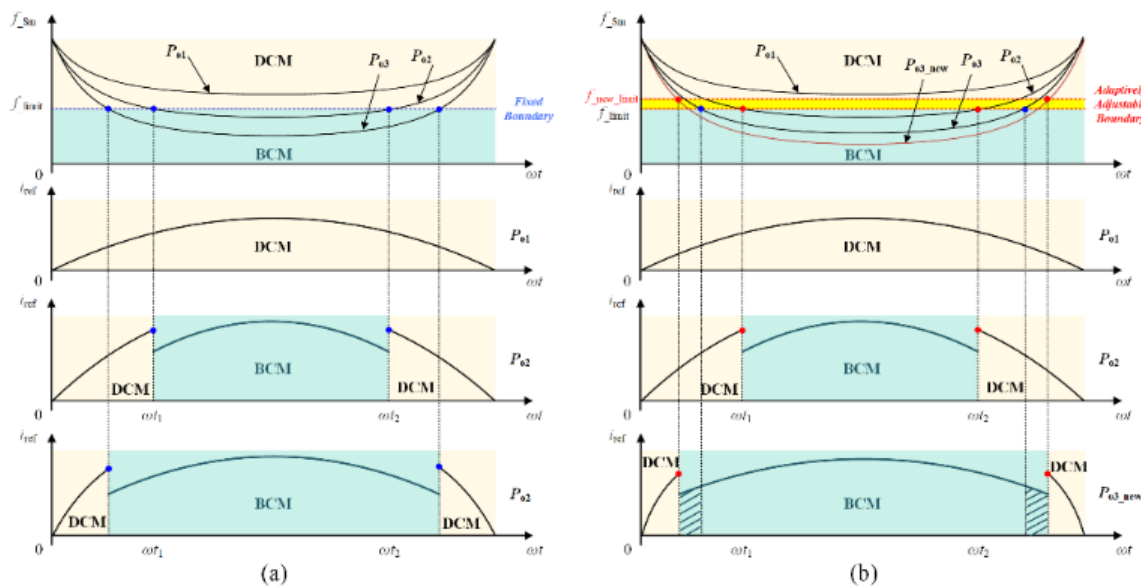 f_Sm
DCM
P_o1
P_o3
P_o2
f_limit
Fixed
Boundary
BCM
0
ωt
i_ref
DCM
P_o1
0
ωt
i_ref
BCM
P_o2
DCM
DCM
0
ωt_1
ωt_2
ωt
i_ref
BCM
P_o2
DCM
DCM
0
ωt_1
ωt_2
ωt
(a)
f_Sm
P_o1
DCM
P_o3_new
P_o3
P_o2
f_new_limit
f_limit
Adaptively
Adjustable
Boundary
BCM
0
ωt
i_ref
DCM
P_o1
0
ωt
i_ref
BCM
P_o2
DCM
DCM
0
ωt_1
ωt_2
ωt
i_ref
DCM
DCM
BCM
P_o3_new
0
ωt_1
ωt_2
ωt
(b)